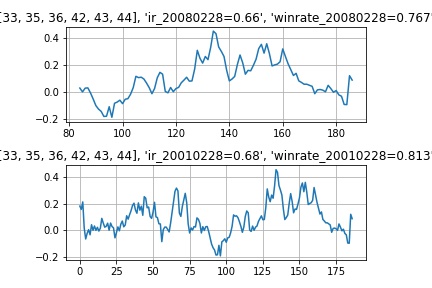 [33, 35, 36, 42, 43, 44], 'ir_20080228=0.66', 'winrate_20080228=0.767'
0.4
0.2
0.0
−0.2
80 100 120 140 160 180
[33, 35, 36, 42, 43, 44], 'ir_20010228=0.68', 'winrate_20010228=0.813'
0.4
0.2
0.0
−0.2
0 25 50 75 100 125 150 175